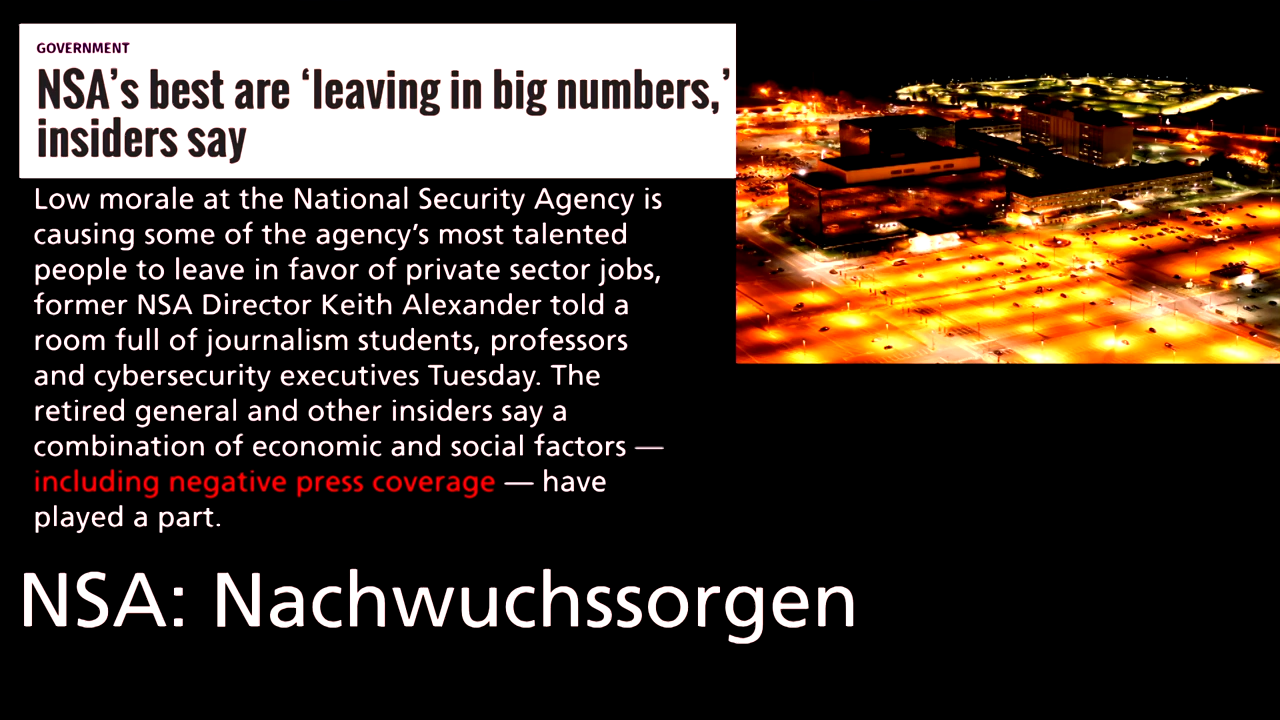 GOVERNMENT
NSA’s best are ‘leaving in big numbers,’
insiders say
Low morale at the National Security Agency is
causing some of the agency’s most talented
people to leave in favor of private sector jobs,
former NSA Director Keith Alexander told a
room full of journalism students, professors
and cybersecurity executives Tuesday. The
retired general and other insiders say a
combination of economic and social factors —
including negative press coverage — have
played a part.
NSA: Nachwuchssorgen